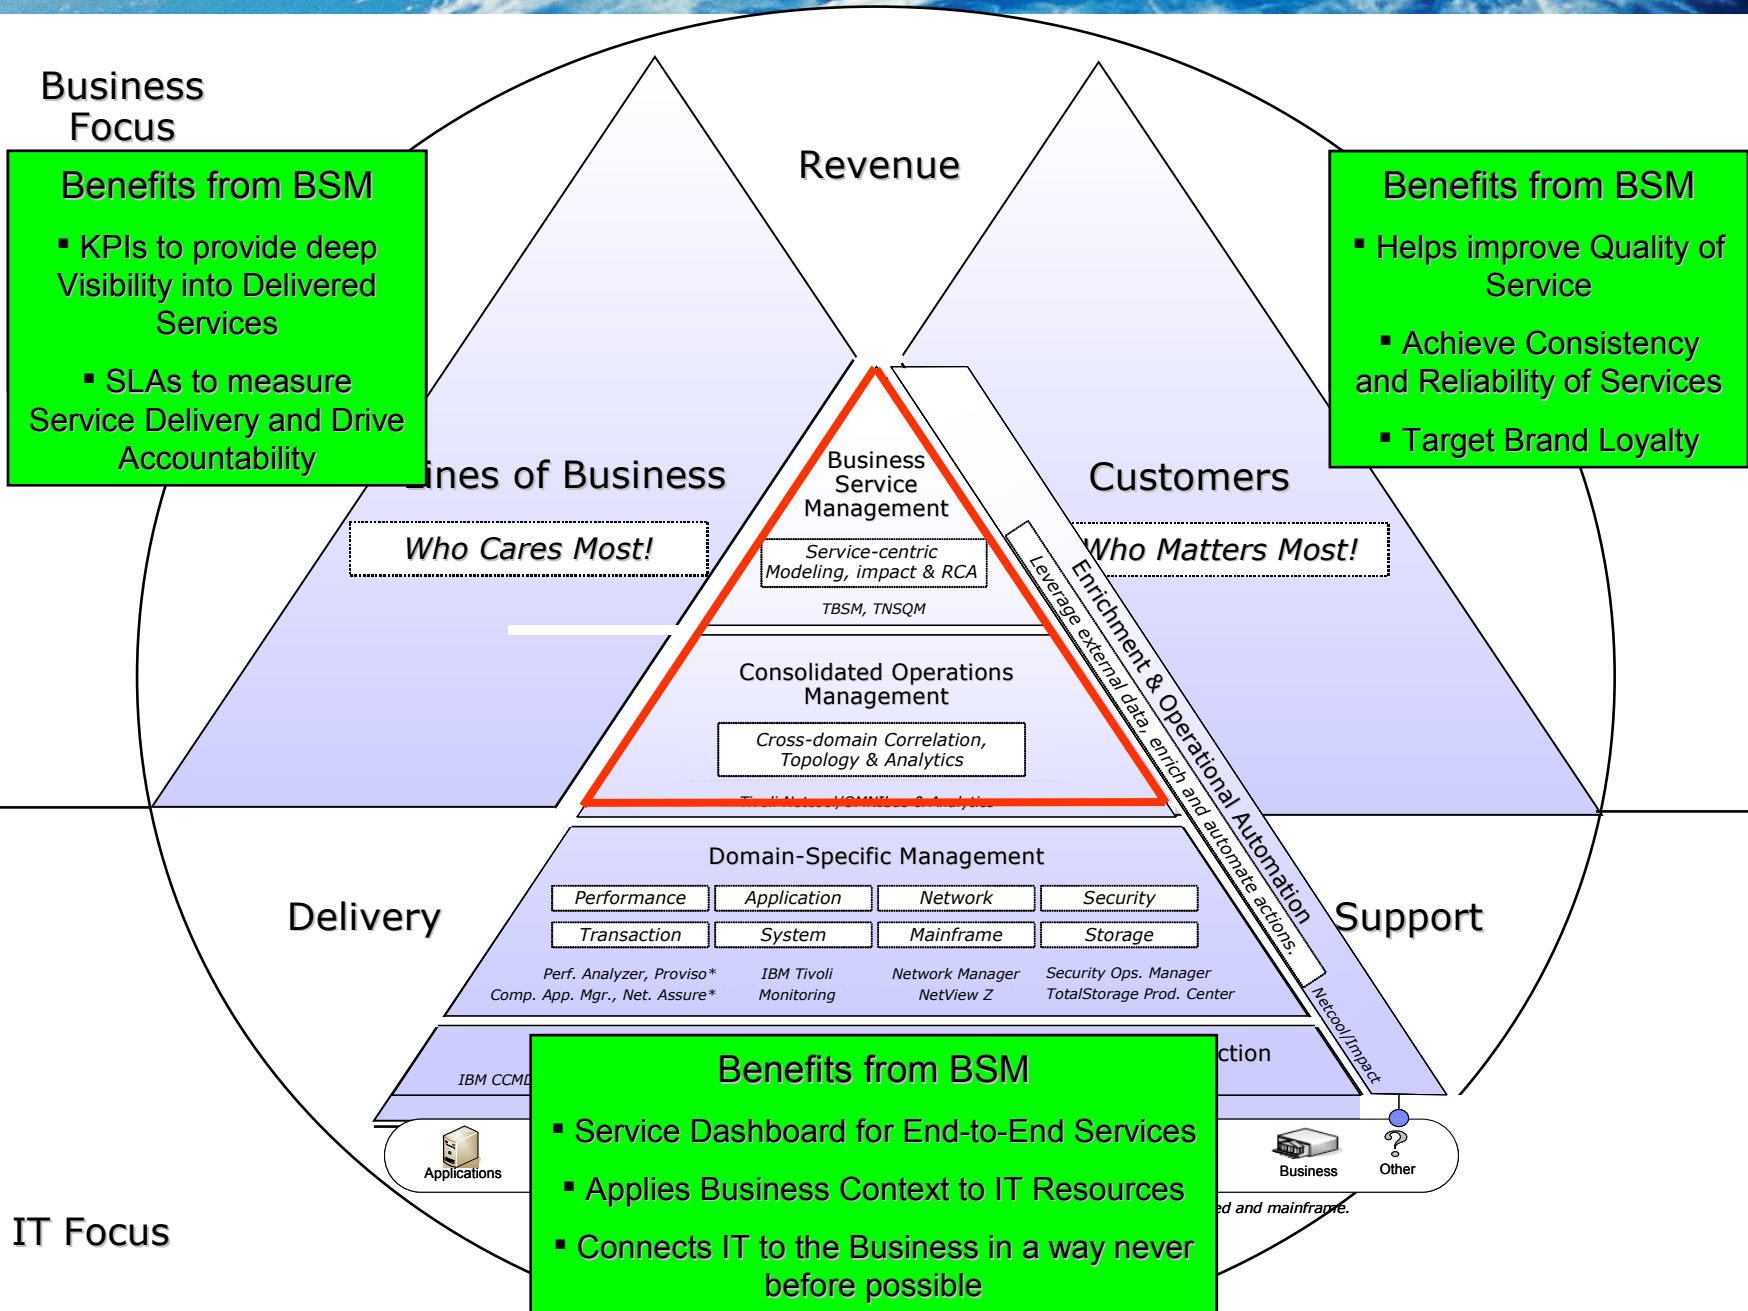 Business
Focus
Benefits from BSM
▪ KPIs to provide deep
Visibility into Delivered
Services
▪ SLAs to measure
Service Delivery and Drive
Accountability
Revenue
Benefits from BSM
▪ Helps improve Quality of
Service
▪ Achieve Consistency
and Reliability of Services
▪ Target Brand Loyalty
ines of Business
Who Cares Most!
Customers
Who Matters Most!
Business
Service
Management
Service-centric
Modeling, impact & RCA
TBSM, TNSQM
Consolidated Operations
Management
Cross-domain Correlation,
Topology & Analytics
Tivoli Netcool/OMNIbus & Analytics
Enrichment & Operational Automation
Leverage external data, enrich and automate actions.
Netcool/Impact
Delivery
Support
Domain-Specific Management
Performance Application Network Security
Transaction System Mainframe Storage
Perf. Analyzer, Proviso* IBM Tivoli Network Manager Security Ops. Manager
Comp. App. Mgr., Net. Assure* Monitoring NetView Z TotalStorage Prod. Center
ction
IBM CCMD
Benefits from BSM
▪ Service Dashboard for End-to-End Services
▪ Applies Business Context to IT Resources
▪ Connects IT to the Business in a way never
before possible
Applications
Business
?
Other
ed and mainframe.
IT Focus